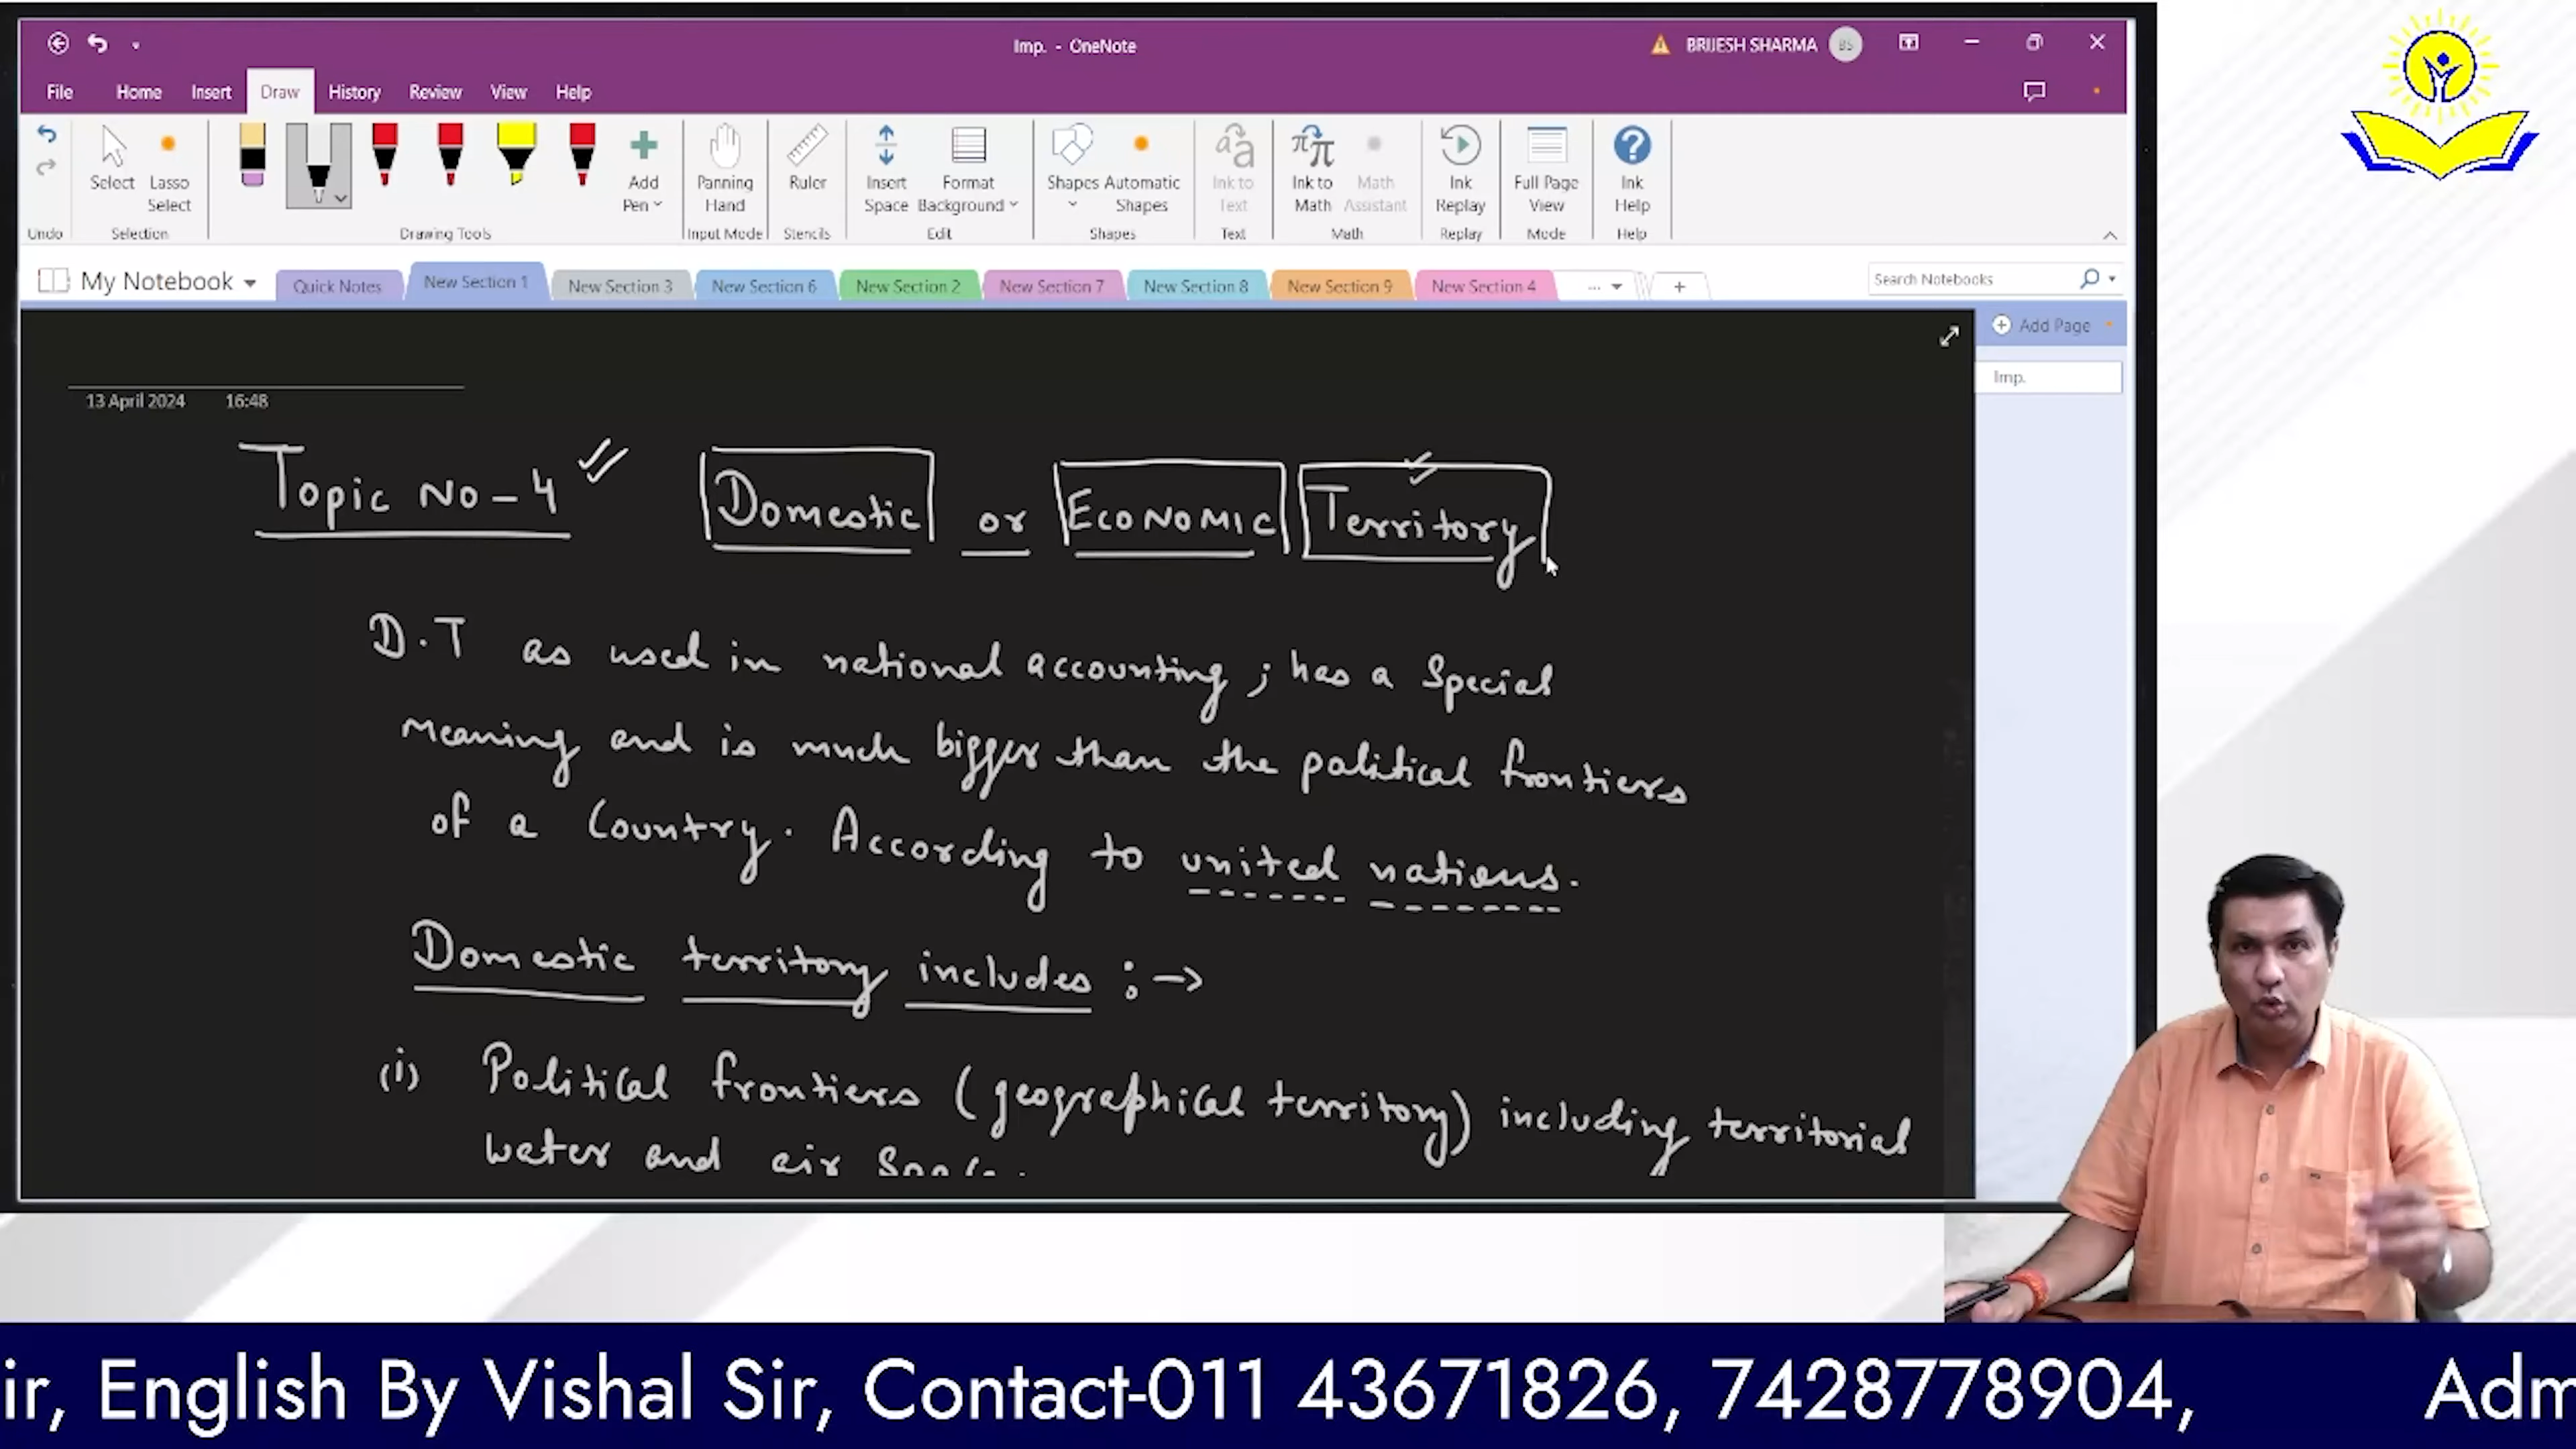 Imp. - OneNote
BRIJESH SHARMA BS
File Home Insert Draw History Review View Help
Select Lasso Select Add Pen Panning Hand Ruler Insert Space Format Background Shapes Automatic Shapes Ink to Text Ink to Math Math Assistant Ink Replay Full Page View Ink Help
Undo Selection Drawing Tools Input Mode Stencils Edit Shapes Text Math Replay Mode Help
My Notebook Quick Notes New Section 1 New Section 3 New Section 6 New Section 2 New Section 7 New Section 8 New Section 9 New Section 4 ... + Search Notebooks
Add Page
Imp.
13 April 2024 16:48
Topic No-4 Domestic or ECONOMIC Territory
D.T as used in national accounting; has a special
meaning and is much bigger than the political frontiers
of a Country. According to united nations.
Domestic territory includes :→
(i) Political frontiers (geographical territory) including territorial
water and air space.
ir, English By Vishal Sir, Contact-011 43671826, 7428778904, Adm